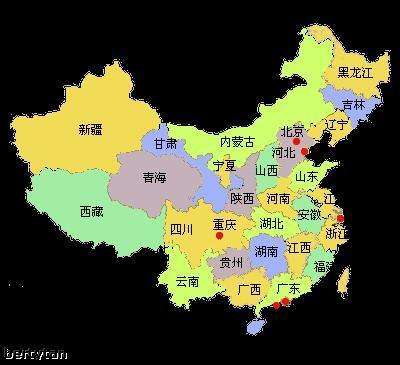 黑龙江
吉林
辽宁
内蒙古
新疆
北京
河北
甘肃
宁夏
山西
山东
青海
陕西
河南
江
西藏
安徽
四川
重庆
湖北
浙江
湖南
江西
贵州
福
云南
广西
广东
bertytan